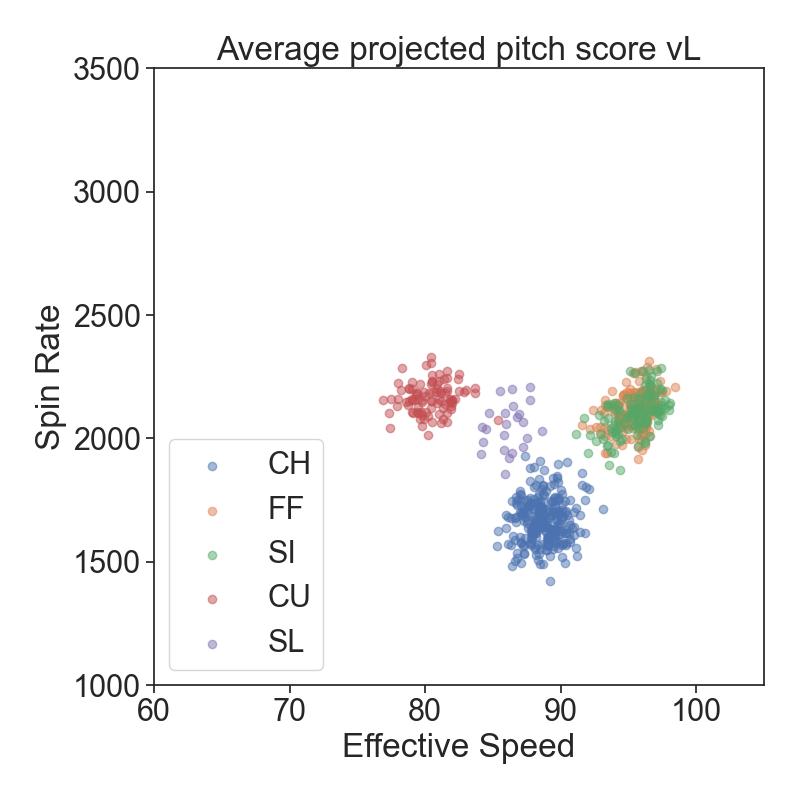 Average projected pitch score vL
3500
3000
2500
2000
1500
1000
Spin Rate
CH
FF
SI
CU
SL
60 70 80 90 100
Effective Speed